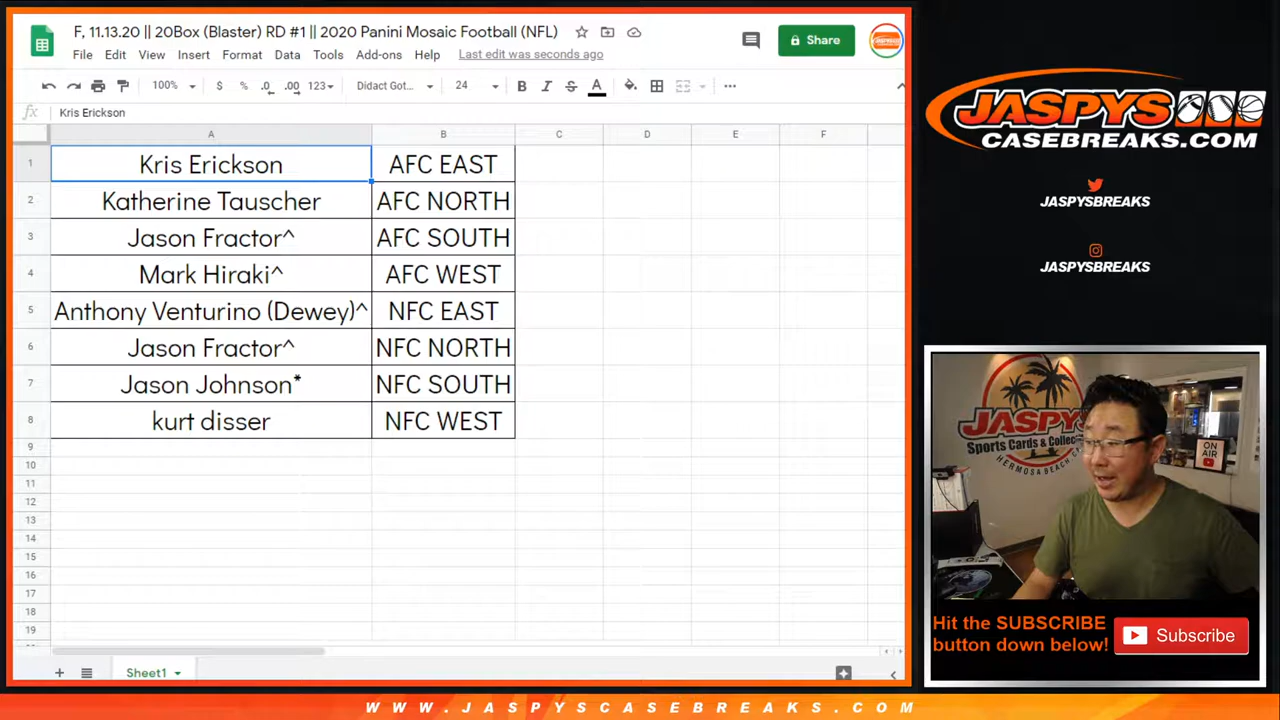 F, 11.13.20 || 20Box (Blaster) RD #1 || 2020 Panini Mosaic Football (NFL)
File Edit View Insert Format Data Tools Add-ons Help Last edit was seconds ago
Share
100% $ % .0 .00 123 Didact Got... 24 B I S A
fx Kris Erickson
A B C D E F
1 Kris Erickson AFC EAST
2 Katherine Tauscher AFC NORTH
3 Jason Fractor^ AFC SOUTH
4 Mark Hiraki^ AFC WEST
5 Anthony Venturino (Dewey)^ NFC EAST
6 Jason Fractor^ NFC NORTH
7 Jason Johnson* NFC SOUTH
8 kurt disser NFC WEST
9
10
11
12
13
14
15
16
17
18
19
Sheet1
JASPYS
CASEBREAKS.COM
JASPYSBREAKS
JASPYSBREAKS
JASPYS
Sports Cards & Collec
HERMOSA BEACH
ON AIR
Hit the SUBSCRIBE
button down below!
Subscribe
WWW.JASPYSCASEBREAKS.COM